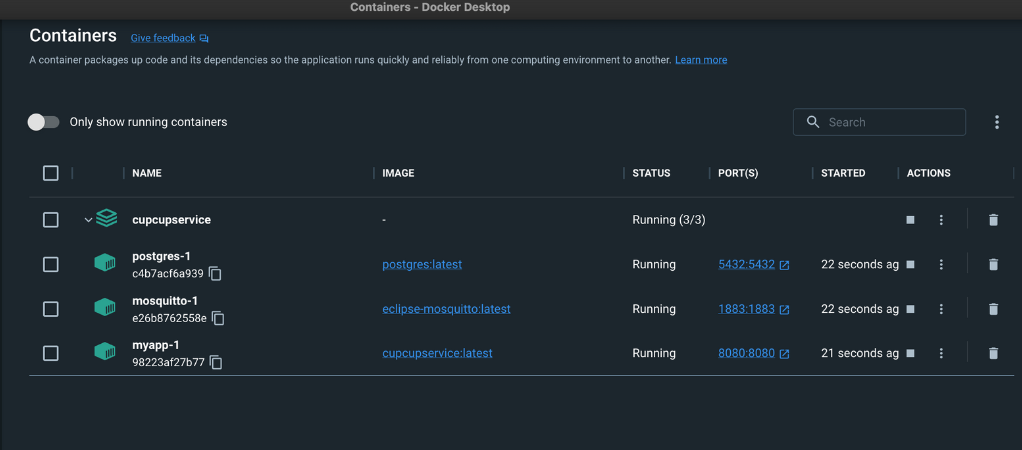 Containers - Docker Desktop
Containers Give feedback
A container packages up code and its dependencies so the application runs quickly and reliably from one computing environment to another. Learn more
Only show running containers
Search
NAME IMAGE STATUS PORT(S) STARTED ACTIONS
cupcupservice - Running (3/3)
postgres-1
c4b7acf6a939 postgres:latest Running 5432:5432 22 seconds ag
mosquitto-1
e26b8762558e eclipse-mosquitto:latest Running 1883:1883 22 seconds ag
myapp-1
98223af27b77 cupcupservice:latest Running 8080:8080 21 seconds ag